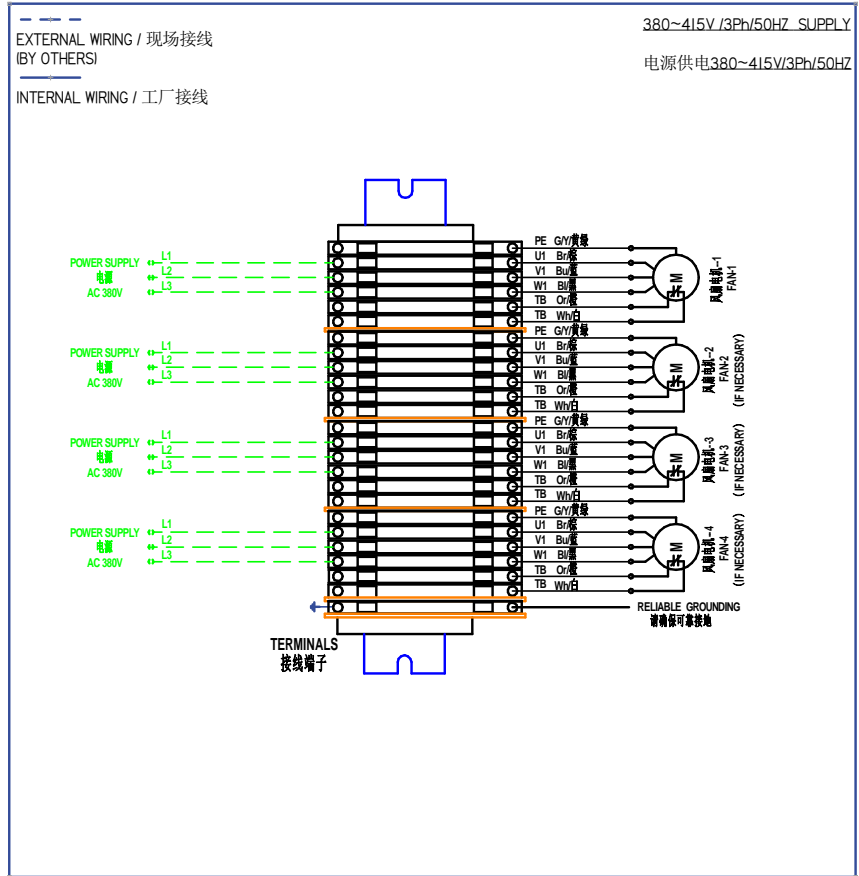 EXTERNAL WIRING / 现场接线
(BY OTHERS)
INTERNAL WIRING / 工厂接线
380~415V /3Ph/50HZ SUPPLY
电源供电380~415V/3Ph/50HZ
POWER SUPPLY
电源
AC 380V
L1
L2
L3
PE G/Y/黄绿
U1 Br/棕
V1 Bu/蓝
W1 Bl/黑
TB Or/橙
TB Wh/白
M
风扇电机-1
FAN-1
POWER SUPPLY
电源
AC 380V
L1
L2
L3
PE G/Y/黄绿
U1 Br/棕
V1 Bu/蓝
W1 Bl/黑
TB Or/橙
TB Wh/白
M
风扇电机-2
FAN-2
(IF NECESSARY)
POWER SUPPLY
电源
AC 380V
L1
L2
L3
PE G/Y/黄绿
U1 Br/棕
V1 Bu/蓝
W1 Bl/黑
TB Or/橙
TB Wh/白
M
风扇电机-3
FAN-3
(IF NECESSARY)
POWER SUPPLY
电源
AC 380V
L1
L2
L3
PE G/Y/黄绿
U1 Br/棕
V1 Bu/蓝
W1 Bl/黑
TB Or/橙
TB Wh/白
M
风扇电机-4
FAN-4
(IF NECESSARY)
RELIABLE GROUNDING
请确保可靠接地
TERMINALS
接线端子